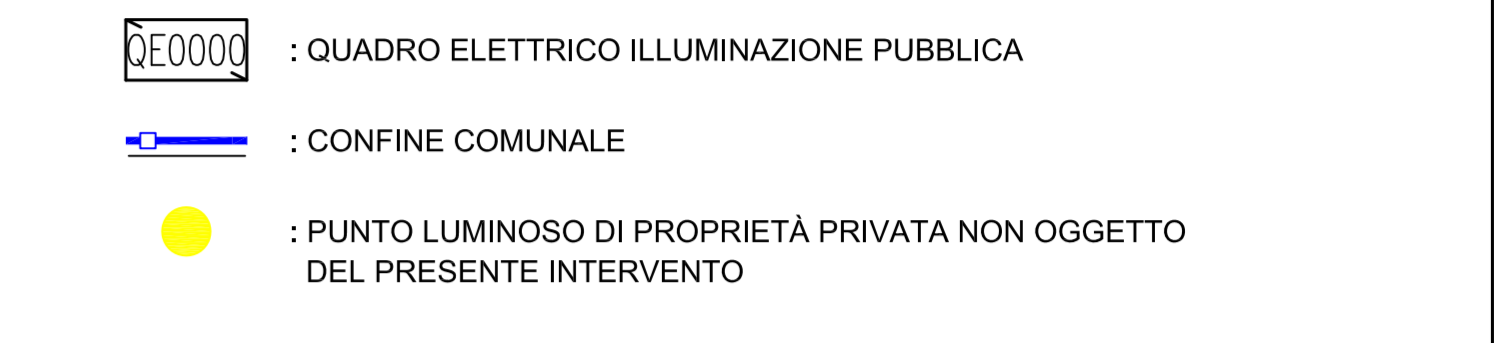 QE0000 : QUADRO ELETTRICO ILLUMINAZIONE PUBBLICA
: CONFINE COMUNALE
: PUNTO LUMINOSO DI PROPRIETÀ PRIVATA NON OGGETTO
DEL PRESENTE INTERVENTO